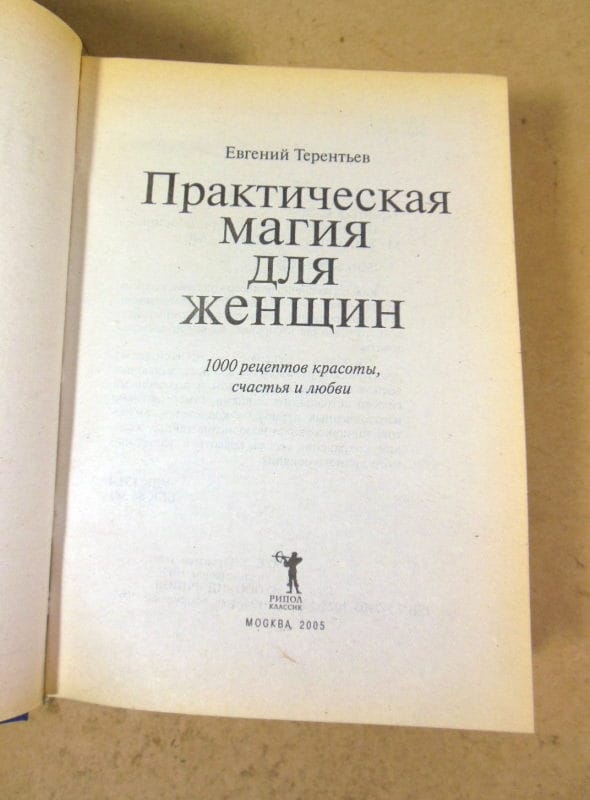 Евгений Терентьев
Практическая
магия
для
женщин
1000 рецептов красоты,
счастья и любви
РИПОЛ
КЛАССИК
МОСКВА, 2005